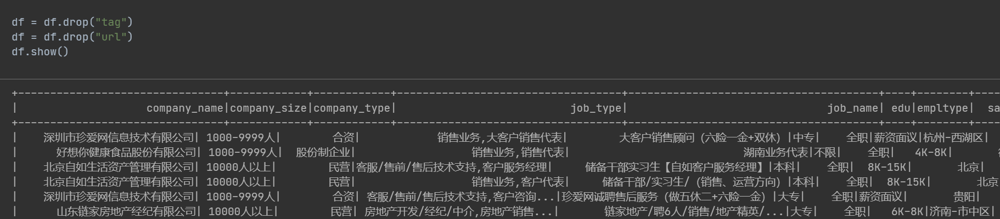 df = df.drop("tag")
df = df.drop("url")
df.show()
+--------------------------------+------------+------------+-----------------------------------+---------------------------------------+----+--------+----
| company_name|company_size|company_type| job_type| job_name| edu|empltype| sa
+--------------------------------+------------+------------+-----------------------------------+---------------------------------------+----+--------+----
| 深圳市珍爱网信息技术有限公司| 1000-9999人| 合资| 销售业务,大客户销售代表| 大客户销售顾问（六险一金+双休）|中专| 全职|薪资面议|杭州-西湖区|
| 好想你健康食品股份有限公司| 1000-9999人| 股份制企业| 销售业务,销售代表| 湖南业务代表|不限| 全职| 4K-8K|
| 北京自如生活资产管理有限公司| 10000人以上| 民营|客服/售前/售后技术支持,客户服务经理| 储备干部实习生【自如客户服务经理】|本科| 全职| 8K-15K| 北京|
| 北京自如生活资产管理有限公司| 10000人以上| 民营| 销售业务,客户代表| 储备干部/实习生/（销售、运营方向）|本科| 全职| 8K-15K| 北京
| 深圳市珍爱网信息技术有限公司| 1000-9999人| 合资| 客服/售前/售后技术支持,客户咨询...|珍爱网诚聘售后服务（做五休二+六险一金）|大专| 全职|薪资面议| 贵阳|
| 山东链家房地产经纪有限公司| 10000人以上| 民营| 房地产开发/经纪/中介,房地产销售...| 链家地产/聘6人/销售/地产精英/...|大专| 全职| 6K-8K|济南-市中区|